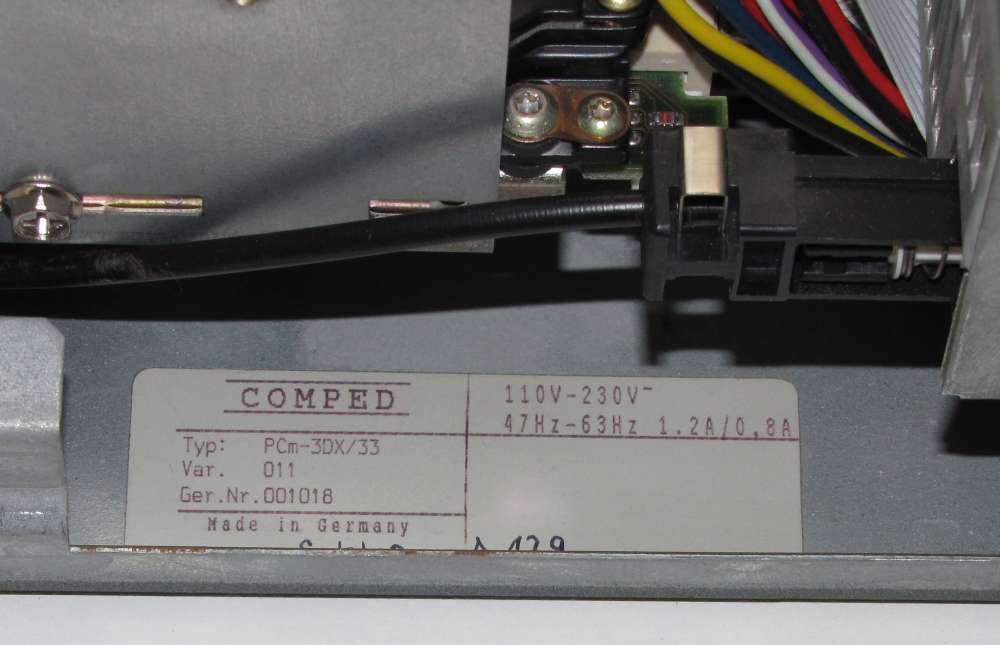 COMPED
Typ: PCm-3DX/33
Var. 011
Ger.Nr.001018
Made in Germany
110V-230V~
47Hz-63Hz 1.2A/0,8A